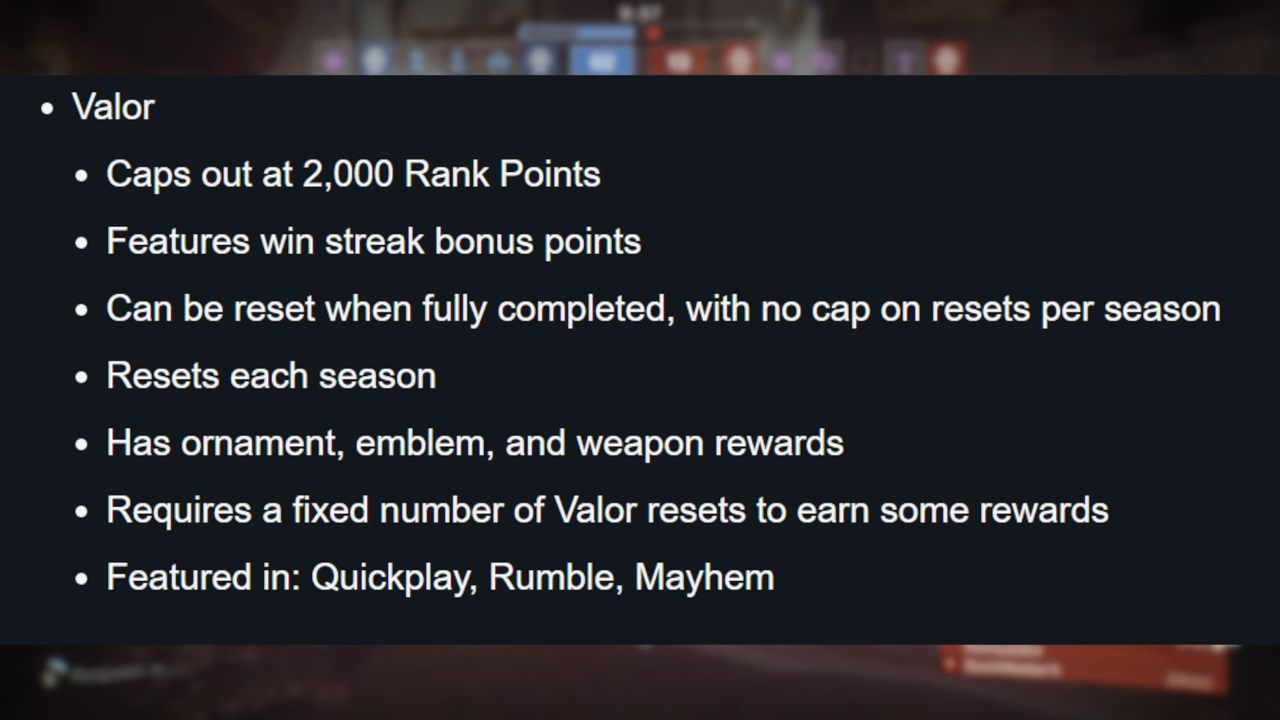 Valor
Caps out at 2,000 Rank Points
Features win streak bonus points
Can be reset when fully completed, with no cap on resets per season
Resets each season
Has ornament, emblem, and weapon rewards
Requires a fixed number of Valor resets to earn some rewards
Featured in: Quickplay, Rumble, Mayhem